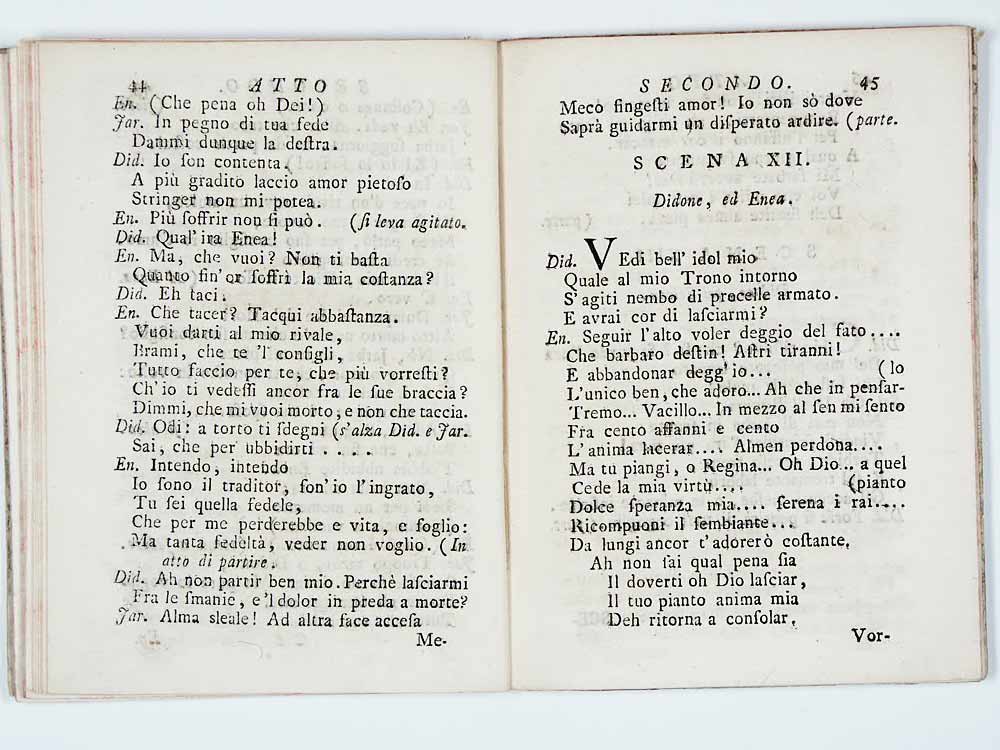 44 ATTO
En. (Che pena oh Dei!)
Jar. In pegno di tua fede
Dammi dunque la deſtra.
Did. Io ſon contenta.
A più gradito laccio amor pietoſo
Stringer non mi potea.
En. Più ſoffrir non ſi può. (ſi leva agitato.
Did. Qual' ira Enea!
En. Ma, che vuoi? Non ti baſta
Quanto fin' or ſoffrì la mia coſtanza?
Did. Eh taci.
En. Che tacer? Tacqui abbaſtanza.
Vuoi darti al mio rivale,
Brami, che te 'l conſigli,
Tutto faccio per te, che più vorreſti?
Ch'io ti vedeſſi ancor fra le ſue braccia?
Dimmi, che mi vuoi morto, e non che taccia.
Did. Odi: a torto ti ſdegni (s'alza Did. e Jar.
Sai, che per ubbidirti . . . .
En. Intendo, intendo
Io ſono il traditor, ſon' io l'ingrato,
Tu ſei quella fedele,
Che per me perderebbe e vita, e ſoglio:
Ma tanta fedeltà, veder non voglio. (In
atto di partire.
Did. Ah non partir ben mio. Perchè laſciarmi
Fra le ſmanie, e 'l dolor in preda a morte?
Jar. Alma sleale! Ad altra face acceſa
Me-
SECONDO. 45
Meco fingeſti amor! Io non sò dove
Saprà guidarmi un diſperato ardire. (parte.
SCENA XII.
Didone, ed Enea.
Did. VEdi bell' idol mio
Quale al mio Trono intorno
S'agiti nembo di procelle armato.
E avrai cor di laſciarmi?
En. Seguir l'alto voler deggio del fato....
Che barbaro deſtin! Aſtri tiranni!
E abbandonar degg'io... (lo
L'unico ben, che adoro... Ah che in penſar-
Tremo... Vacillo... In mezzo al ſen mi ſento
Fra cento affanni e cento
L'anima lacerar.... Almen perdona....
Ma tu piangi, o Regina... Oh Dio... a quel
Cede la mia virtù.... (pianto
Dolce ſperanza mia.... ſerena i rai....
Ricomponi il ſembiante...
Da lungi ancor t'adorerò coſtante.
Ah non ſai qual pena ſia
Il doverti oh Dio laſciar,
Il tuo pianto anima mia
Deh ritorna a conſolar.
Vor-